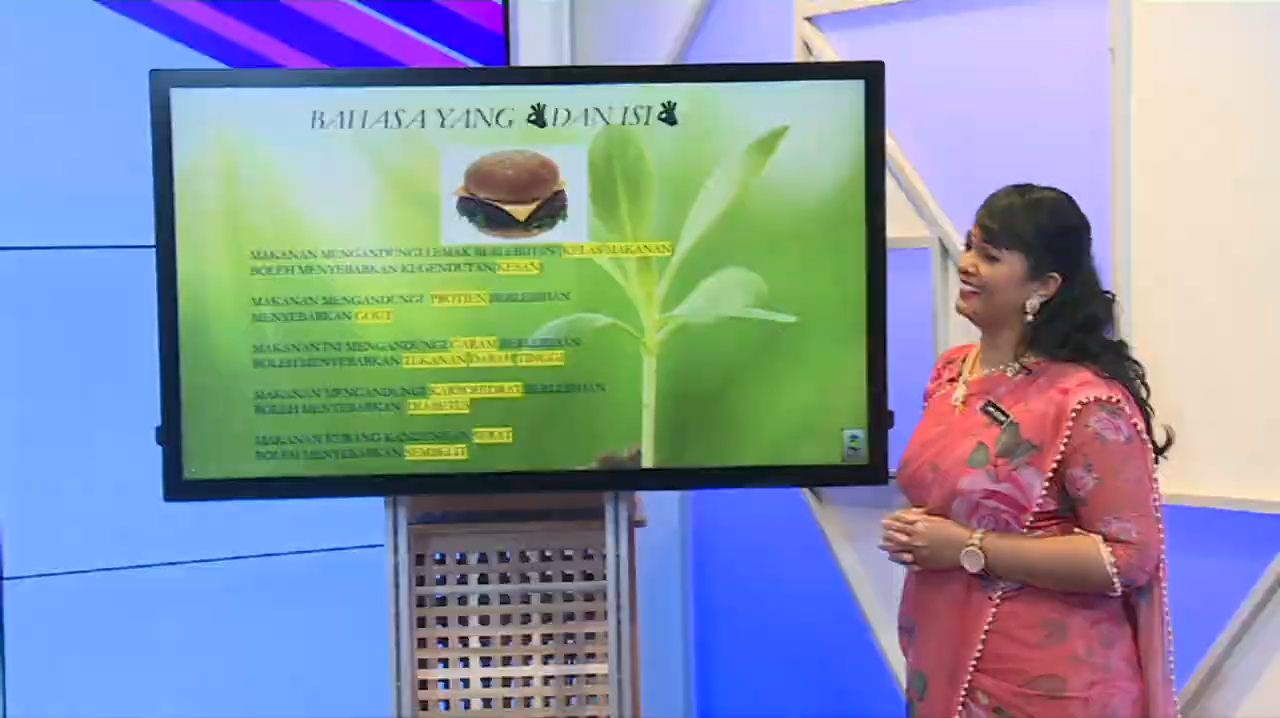 BAHASA YANG 👌 DAN ISI 👌
MAKANAN MENGANDUNGI LEMAK BERLEBIHAN (KELAS MAKANAN
BOLEH MENYEBABKAN KEGENDUTAN (KESAN)
MAKANAN MENGANDUNGI PROTIEN BERLEBIHAN
MENYEBABKAN GOUT
MAKANAN INI MENGANDUNGI GARAM BERLEBIHAN
BOLEH MENYEBABKAN TEKANAN DARAH TINGGI
MAKANAN MENGANDUNGI KARBOHIDRAT BERLEBIHAN
BOLEH MENYEBABKAN DIABETES
MAKANAN KURANG KANDUNGAN SERAT
BOLEH MENYEBABKAN SEMBELIT